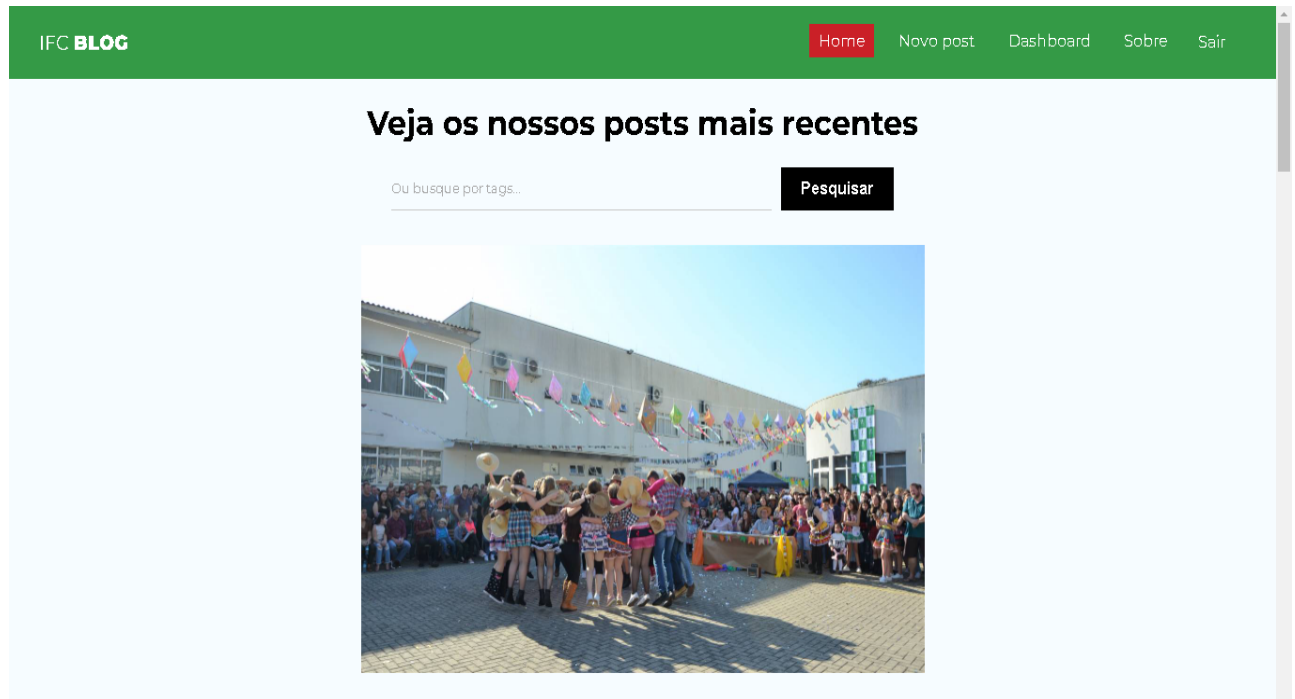 IFC BLOG
Home Novo post Dashboard Sobre Sair
Veja os nossos posts mais recentes
Ou busque por tags...
Pesquisar